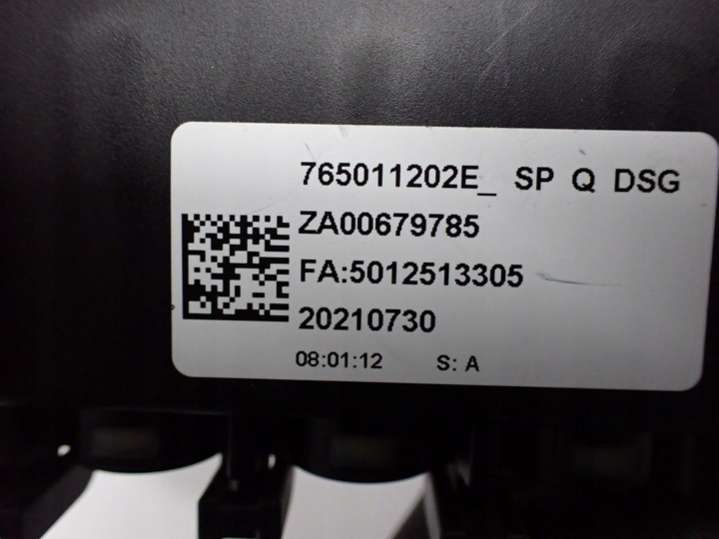 765011202E_ SP Q DSG
ZA00679785
FA:5012513305
20210730
08:01:12 S: A